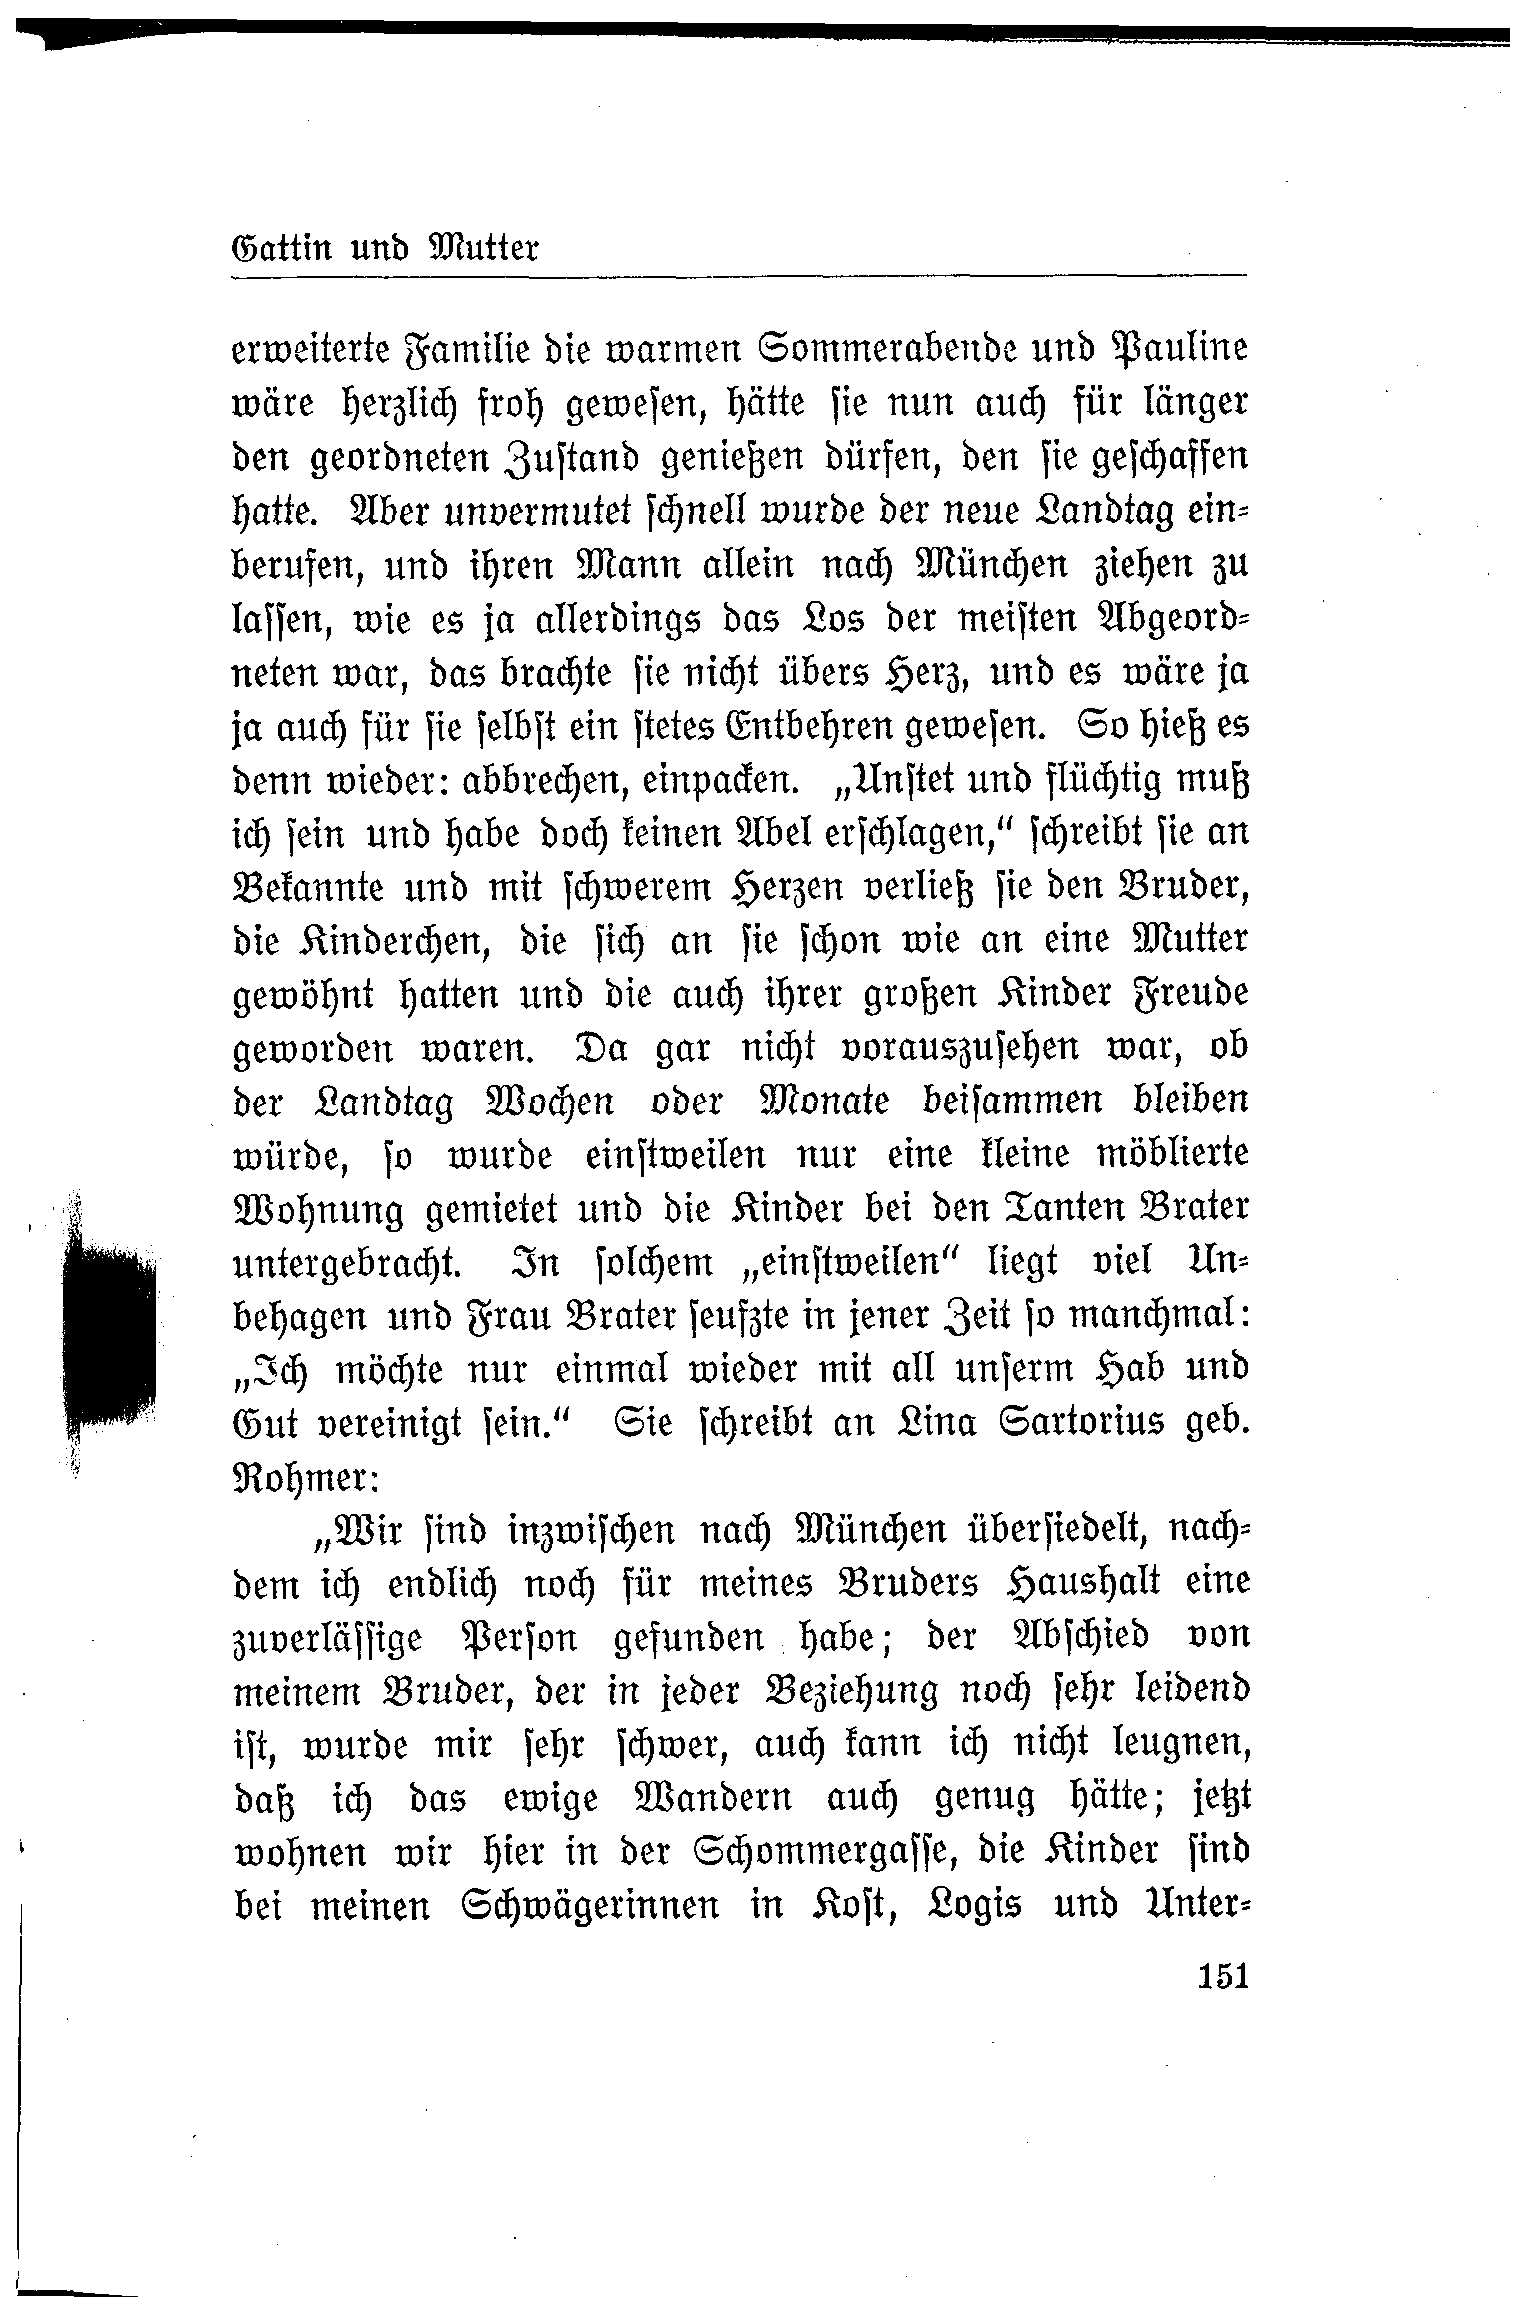 Gattin und Mutter
erweiterte Familie die warmen Sommerabende und Pauline
wäre herzlich froh gewesen, hätte sie nun auch für länger
den geordneten Zustand genießen dürfen, den sie geschaffen
hatte. Aber unvermutet schnell wurde der neue Landtag ein-
berufen, und ihren Mann allein nach München ziehen zu
lassen, wie es ja allerdings das Los der meisten Abgeord-
neten war, das brachte sie nicht übers Herz, und es wäre ja
ja auch für sie selbst ein stetes Entbehren gewesen. So hieß es
denn wieder: abbrechen, einpacken. „Unstet und flüchtig muß
ich sein und habe doch keinen Abel erschlagen,“ schreibt sie an
Bekannte und mit schwerem Herzen verließ sie den Bruder,
die Kinderchen, die sich an sie schon wie an eine Mutter
gewöhnt hatten und die auch ihrer großen Kinder Freude
geworden waren. Da gar nicht vorauszusehen war, ob
der Landtag Wochen oder Monate beisammen bleiben
würde, so wurde einstweilen nur eine kleine möblierte
Wohnung gemietet und die Kinder bei den Tanten Brater
untergebracht. In solchem „einstweilen“ liegt viel Un-
behagen und Frau Brater seufzte in jener Zeit so manchmal:
„Ich möchte nur einmal wieder mit all unserm Hab und
Gut vereinigt sein.“ Sie schreibt an Lina Sartorius geb.
Rohmer:
„Wir sind inzwischen nach München übersiedelt, nach-
dem ich endlich noch für meines Bruders Haushalt eine
zuverlässige Person gefunden habe; der Abschied von
meinem Bruder, der in jeder Beziehung noch sehr leidend
ist, wurde mir sehr schwer, auch kann ich nicht leugnen,
daß ich das ewige Wandern auch genug hätte; jetzt
wohnen wir hier in der Schommergasse, die Kinder sind
bei meinen Schwägerinnen in Kost, Logis und Unter-
151